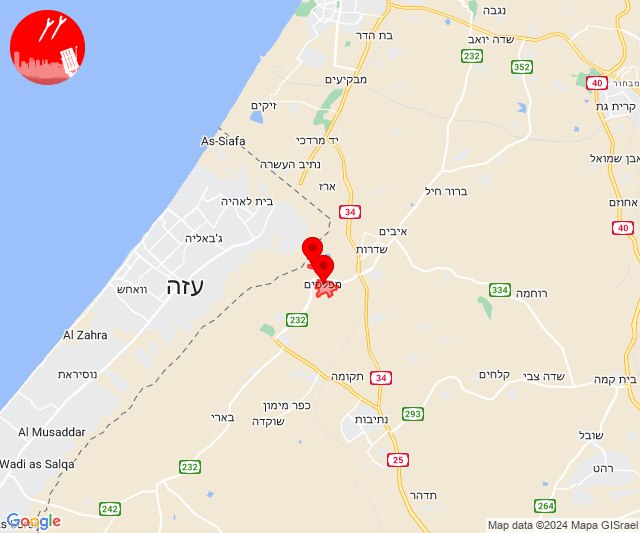 נגבה
בת הדר
שדה יואב
232
352
מבקיעים
40
זיקים
קרית גת
As-Siafa
יד מרדכי
אבן שמואל
נתיב העשרה
ארז
ברור חיל
אחוזם
בית לאהיה
34
40
ג'באליה
איבים
שדרות
עזה
וואחש
מפלסים
334
רוחמה
232
Al Zahra
נוסיראת
תקומה
34
קלחים
שדה צבי
בית קמה
כפר מימון
בארי
שוקדה
נתיבות
293
Al Musaddar
שובל
Wadi as Salqa
25
232
רהט
תדהר
242
264
Google
Map data ©2024 Mapa GISrael